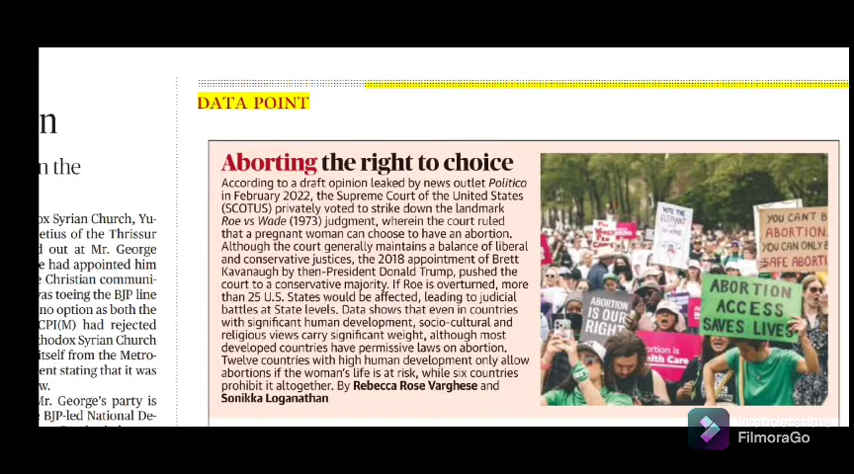 DATA POINT
n
n the
ox Syrian Church, Yu-
etius of the Thrissur
d out at Mr. George
e had appointed him
e Christian communi-
as toeing the BJP line
no option as both the
CPI(M) had rejected
thodox Syrian Church
itself from the Metro-
ent stating that it was
w.
Mr. George's party is
BJP-led National De-
Aborting the right to choice
According to a draft opinion leaked by news outlet Politico
in February 2022, the Supreme Court of the United States
(SCOTUS) privately voted to strike down the landmark
Roe vs Wade (1973) judgment, wherein the court ruled
that a pregnant woman can choose to have an abortion.
Although the court generally maintains a balance of liberal
and conservative justices, the 2018 appointment of Brett
Kavanaugh by then-President Donald Trump, pushed the
court to a conservative majority. If Roe is overturned, more
than 25 U.S. States would be affected, leading to judicial
battles at State levels. Data shows that even in countries
with significant human development, socio-cultural and
religious views carry significant weight, although most
developed countries have permissive laws on abortion.
Twelve countries with high human development only allow
abortions if the woman's life is at risk, while six countries
prohibit it altogether. By Rebecca Rose Varghese and
Sonikka Loganathan
VOTE THE
ELEPHANT
YOU CAN'T B
ABORTION.
YOU CAN ONLY B
SAFE ABORTI
ABORTION
IS OUR
RIGHT
ABORTION
ACCESS
SAVES LIVES
rtion is
health care
Wondershare
FilmoraGo